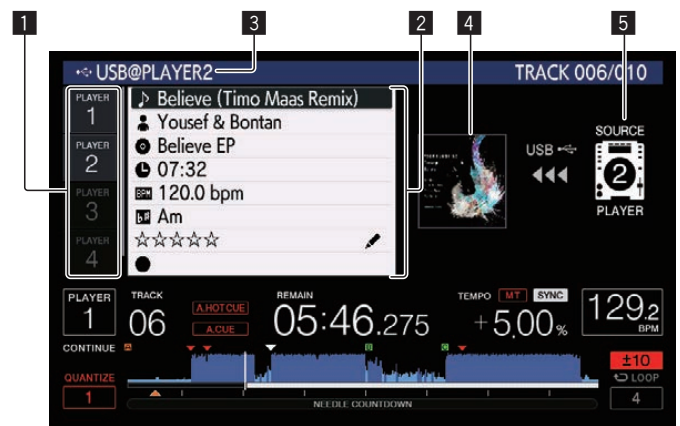 1 3 2 4 5
USB@PLAYER2 TRACK 006/010
PLAYER
1
PLAYER
2
PLAYER
3
PLAYER
4
Believe (Timo Maas Remix)
Yousef & Bontan
Believe EP
07:32
BPM 120.0 bpm
Am
USB
SOURCE
2
PLAYER
PLAYER
1
TRACK
06
A.HOT CUE
A.CUE
REMAIN
05:46.275
TEMPO MT SYNC
+5.00%
129.2
BPM
CONTINUE
A
D
C
QUANTIZE
1
±10
LOOP
4
NEEDLE COUNTDOWN